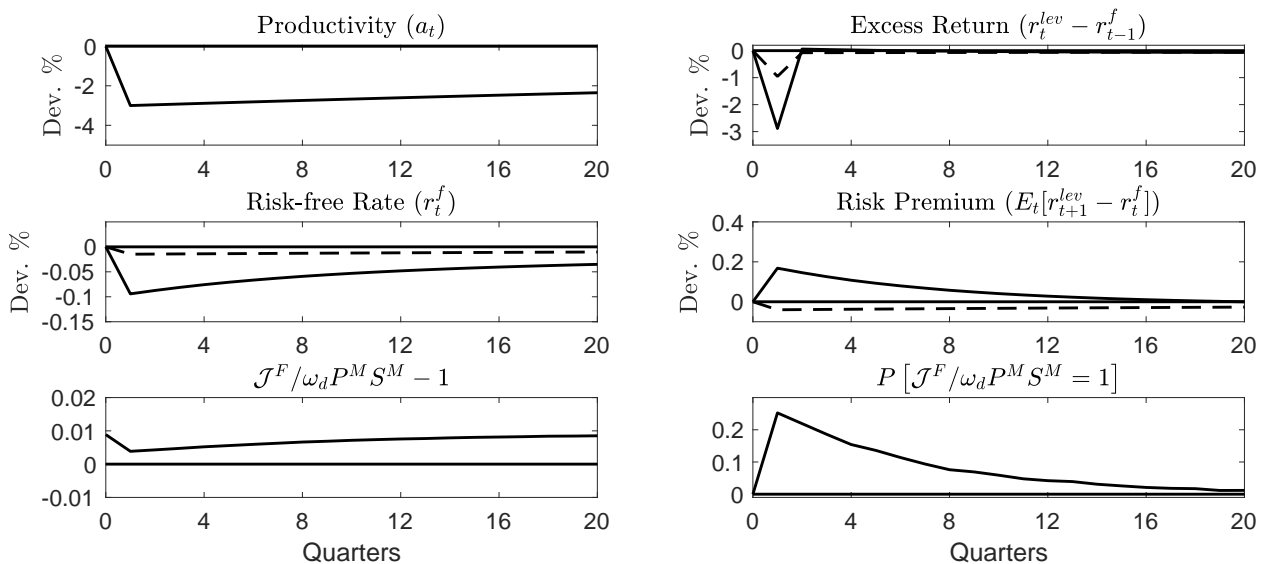 Productivity (a_t)
Dev. %
0
-2
-4
0 4 8 12 16 20
Excess Return (r_t^{lev} − r_{t−1}^f)
Dev. %
0
-1
-2
-3
0 4 8 12 16 20
Risk-free Rate (r_t^f)
Dev. %
0
-0.05
-0.1
-0.15
0 4 8 12 16 20
Risk Premium (E_t[r_{t+1}^{lev} − r_t^f])
Dev. %
0.4
0.2
0
0 4 8 12 16 20
𝒥^F/ω_d P^M S^M − 1
0.02
0.01
0
-0.01
0 4 8 12 16 20
Quarters
P [𝒥^F/ω_d P^M S^M = 1]
0.2
0.1
0
0 4 8 12 16 20
Quarters